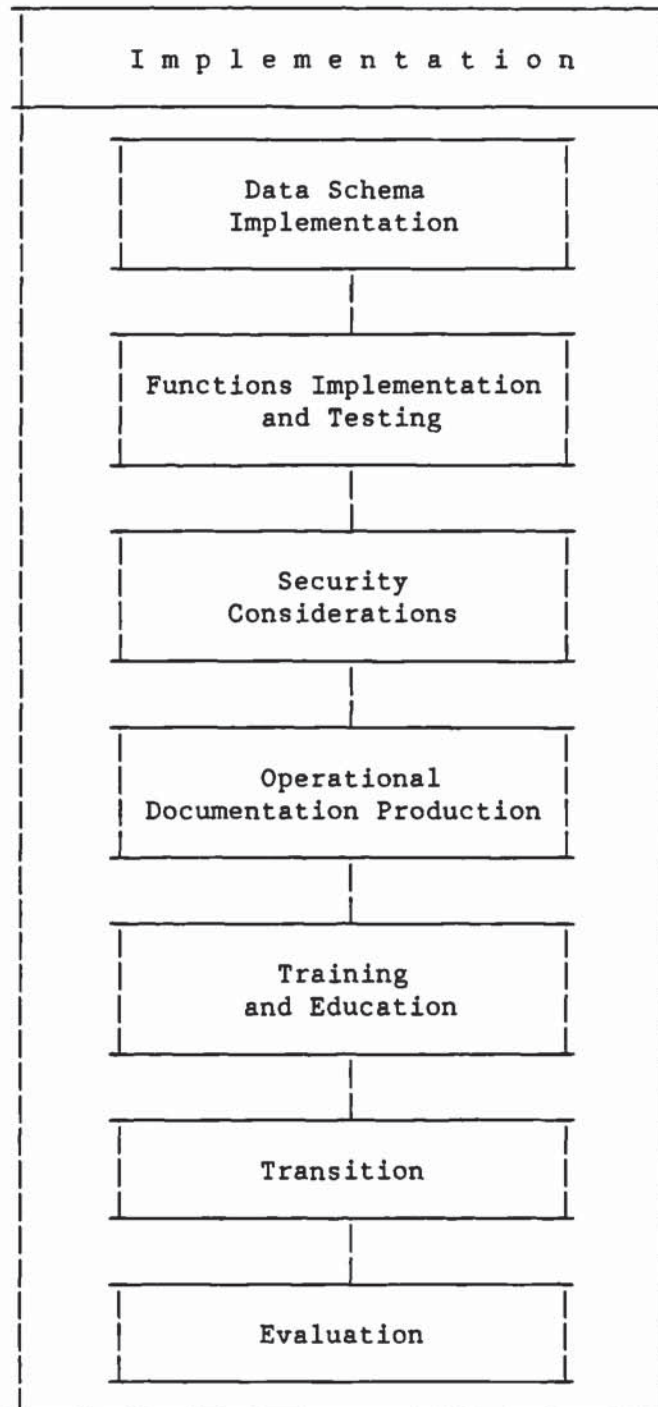 Implementation
Data Schema
Implementation
Functions Implementation
and Testing
Security
Considerations
Operational
Documentation Production
Training
and Education
Transition
Evaluation